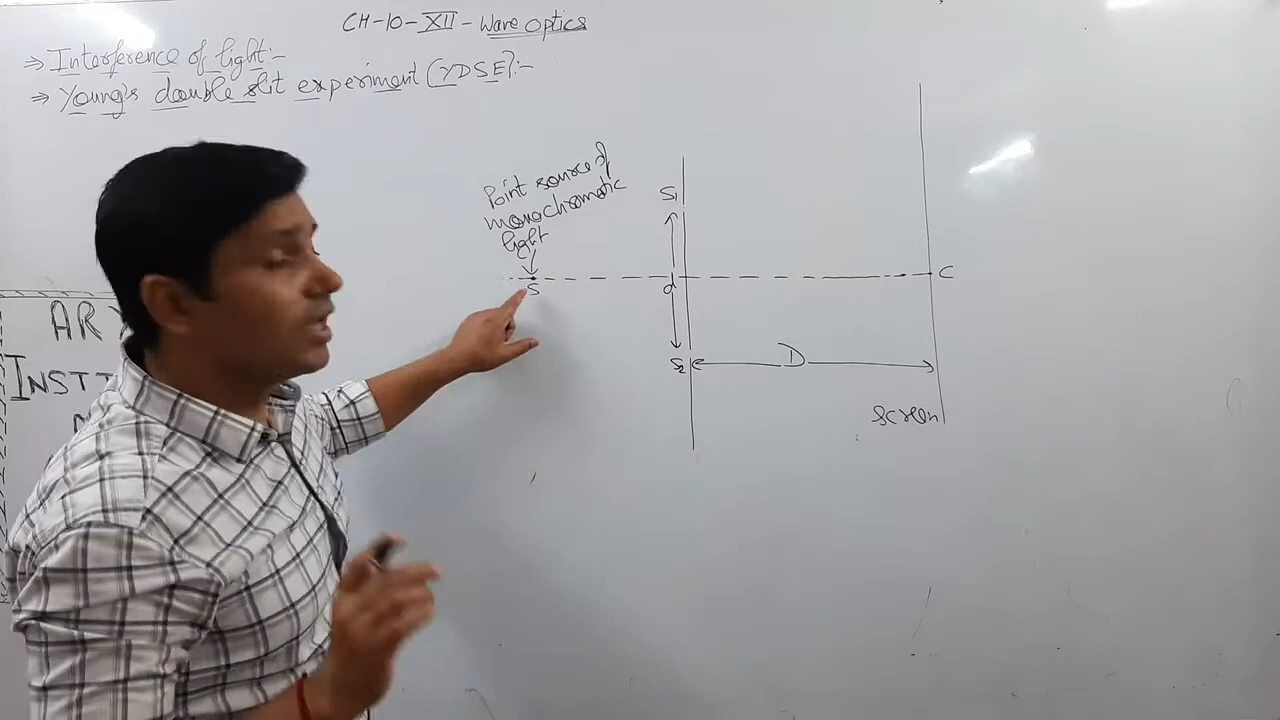 CH-10-XII-Wave optics
⇒ Interference of light:-
⇒ Young's double slit experiment (YDSE):-
Point source of
monochromatic
light
S
S1
d
S2
D
C
Screen
AR
INSTI